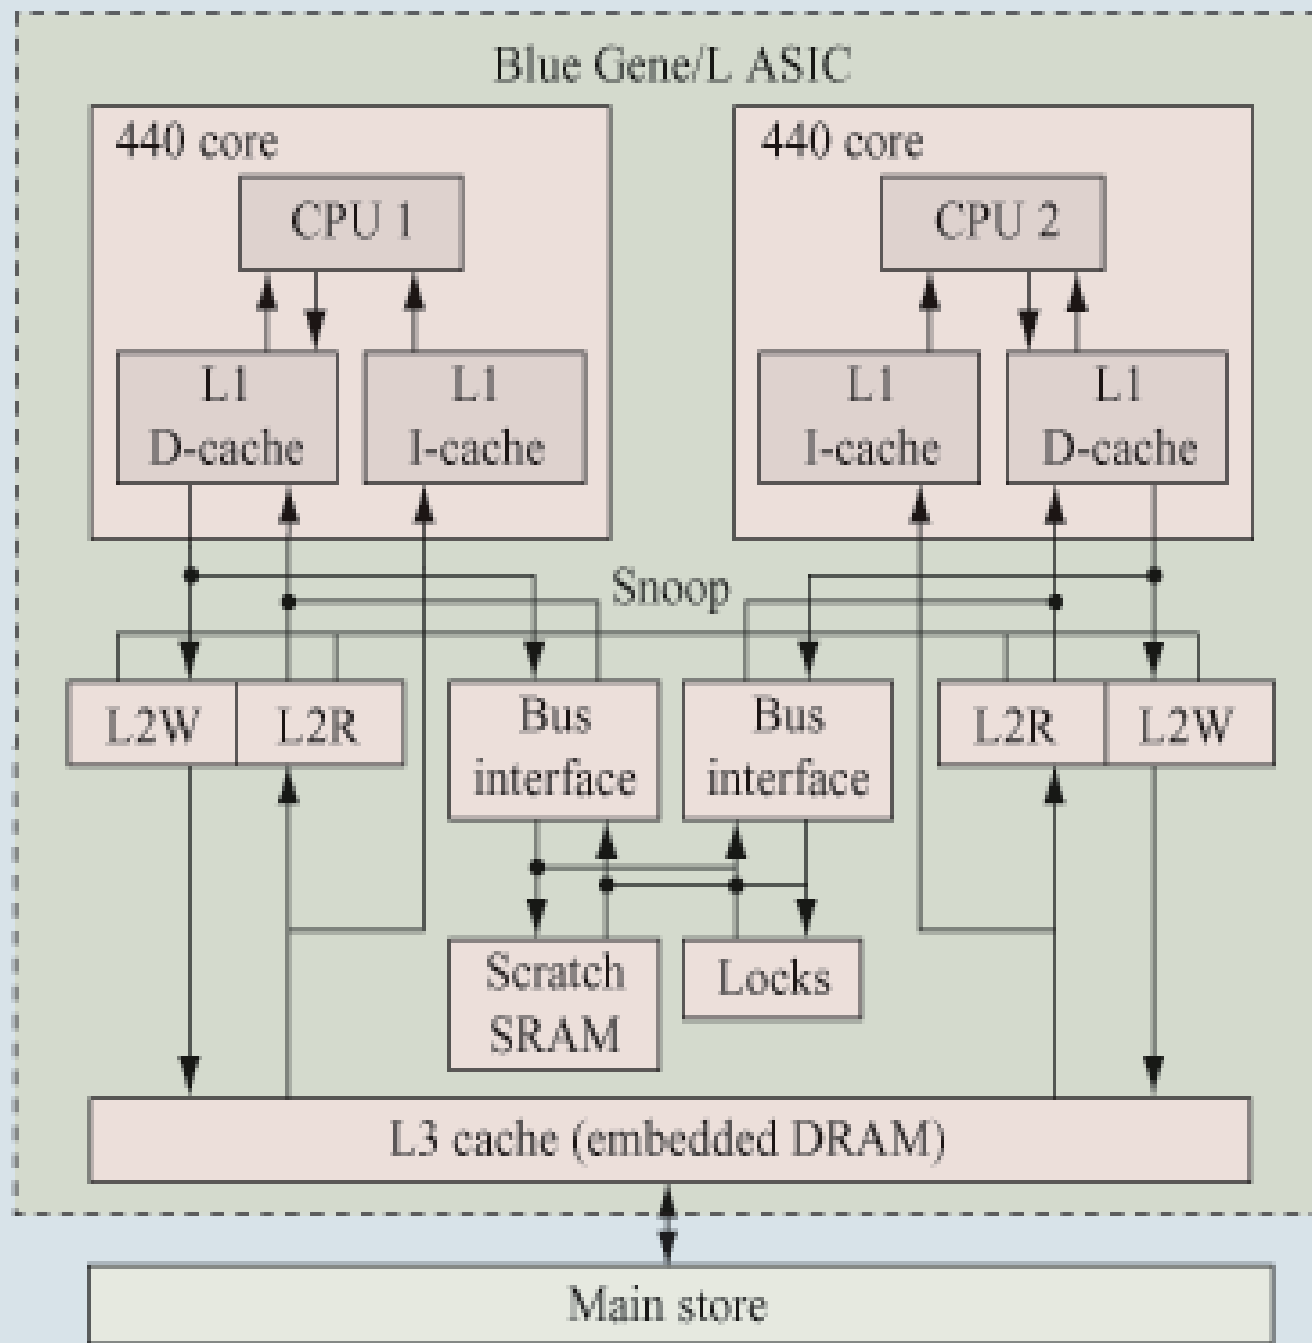 Blue Gene/L ASIC
440 core
440 core
CPU 1
CPU 2
L1
D-cache
L1
I-cache
L1
I-cache
L1
D-cache
Snoop
L2W
L2R
Bus
interface
Bus
interface
L2R
L2W
Scratch
SRAM
Locks
L3 cache (embedded DRAM)
Main store